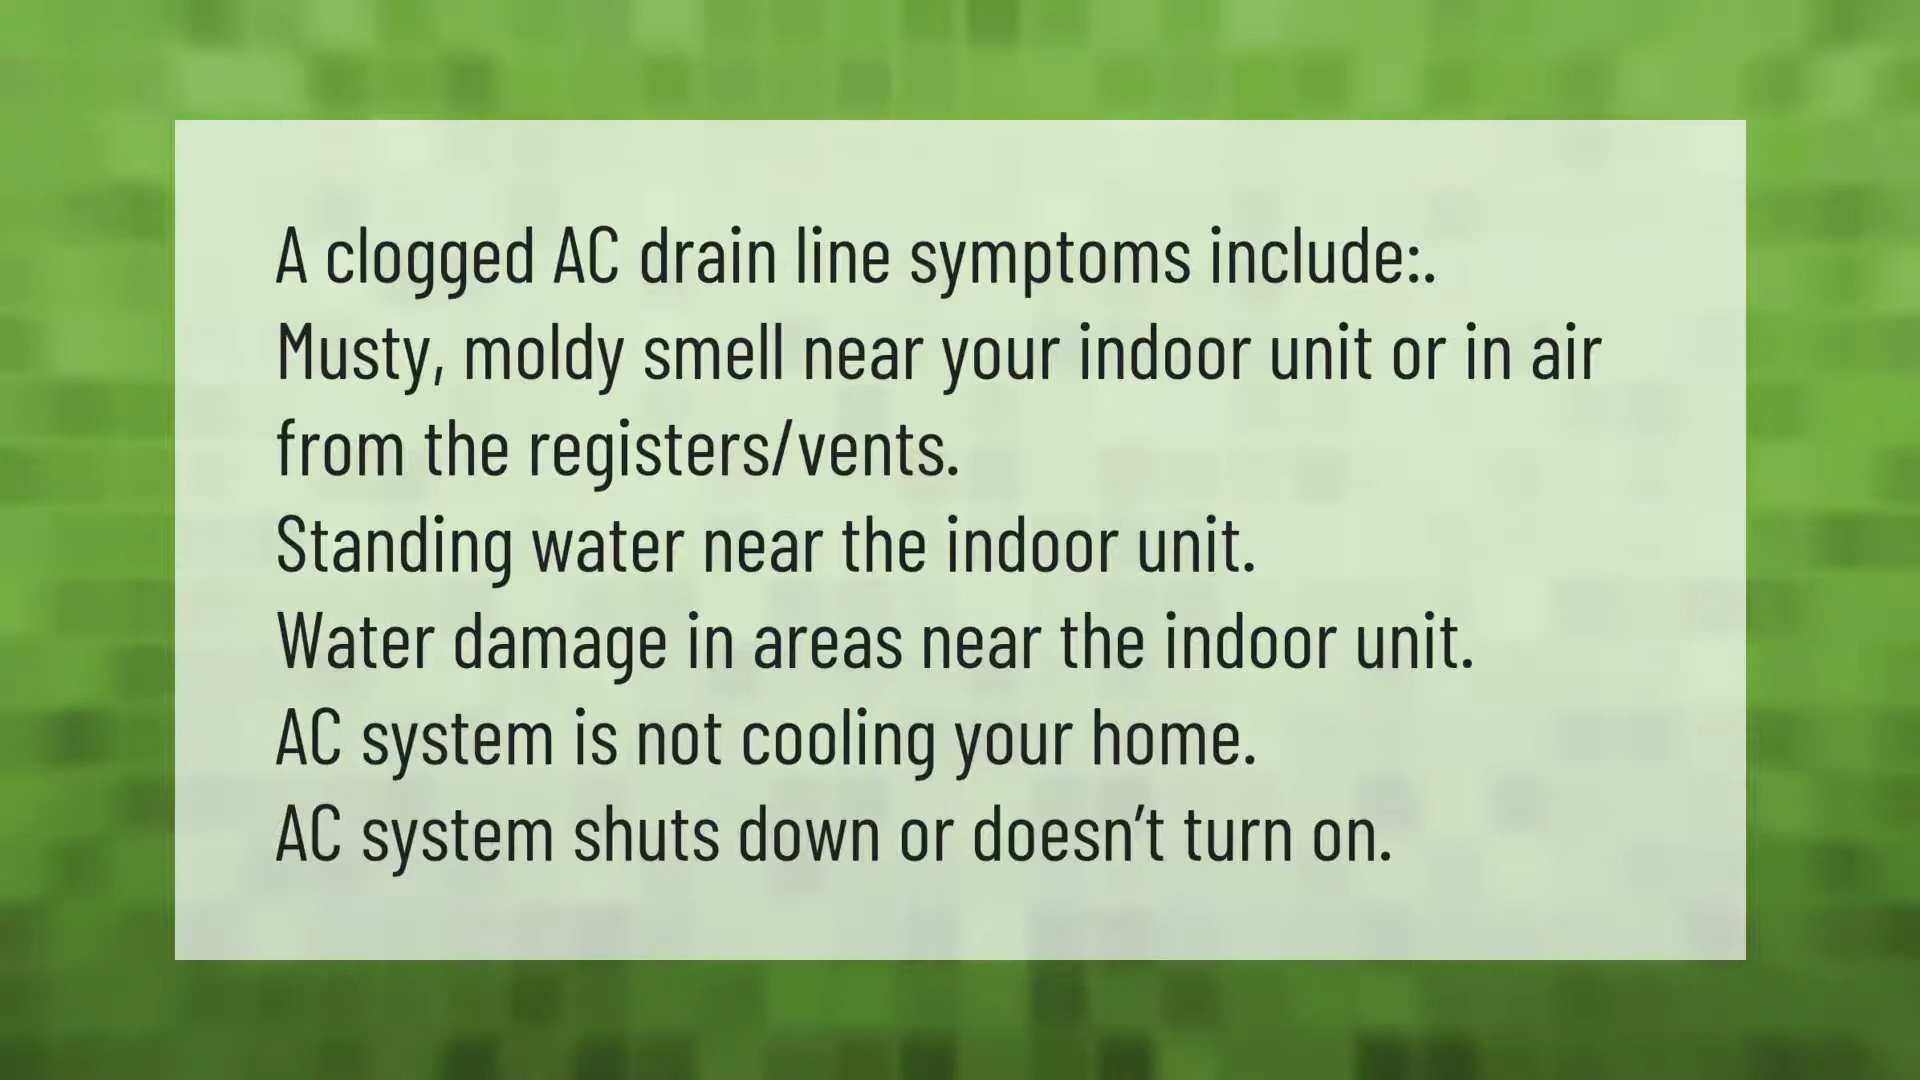 A clogged AC drain line symptoms include:.
Musty, moldy smell near your indoor unit or in air
from the registers/vents.
Standing water near the indoor unit.
Water damage in areas near the indoor unit.
AC system is not cooling your home.
AC system shuts down or doesn’t turn on.